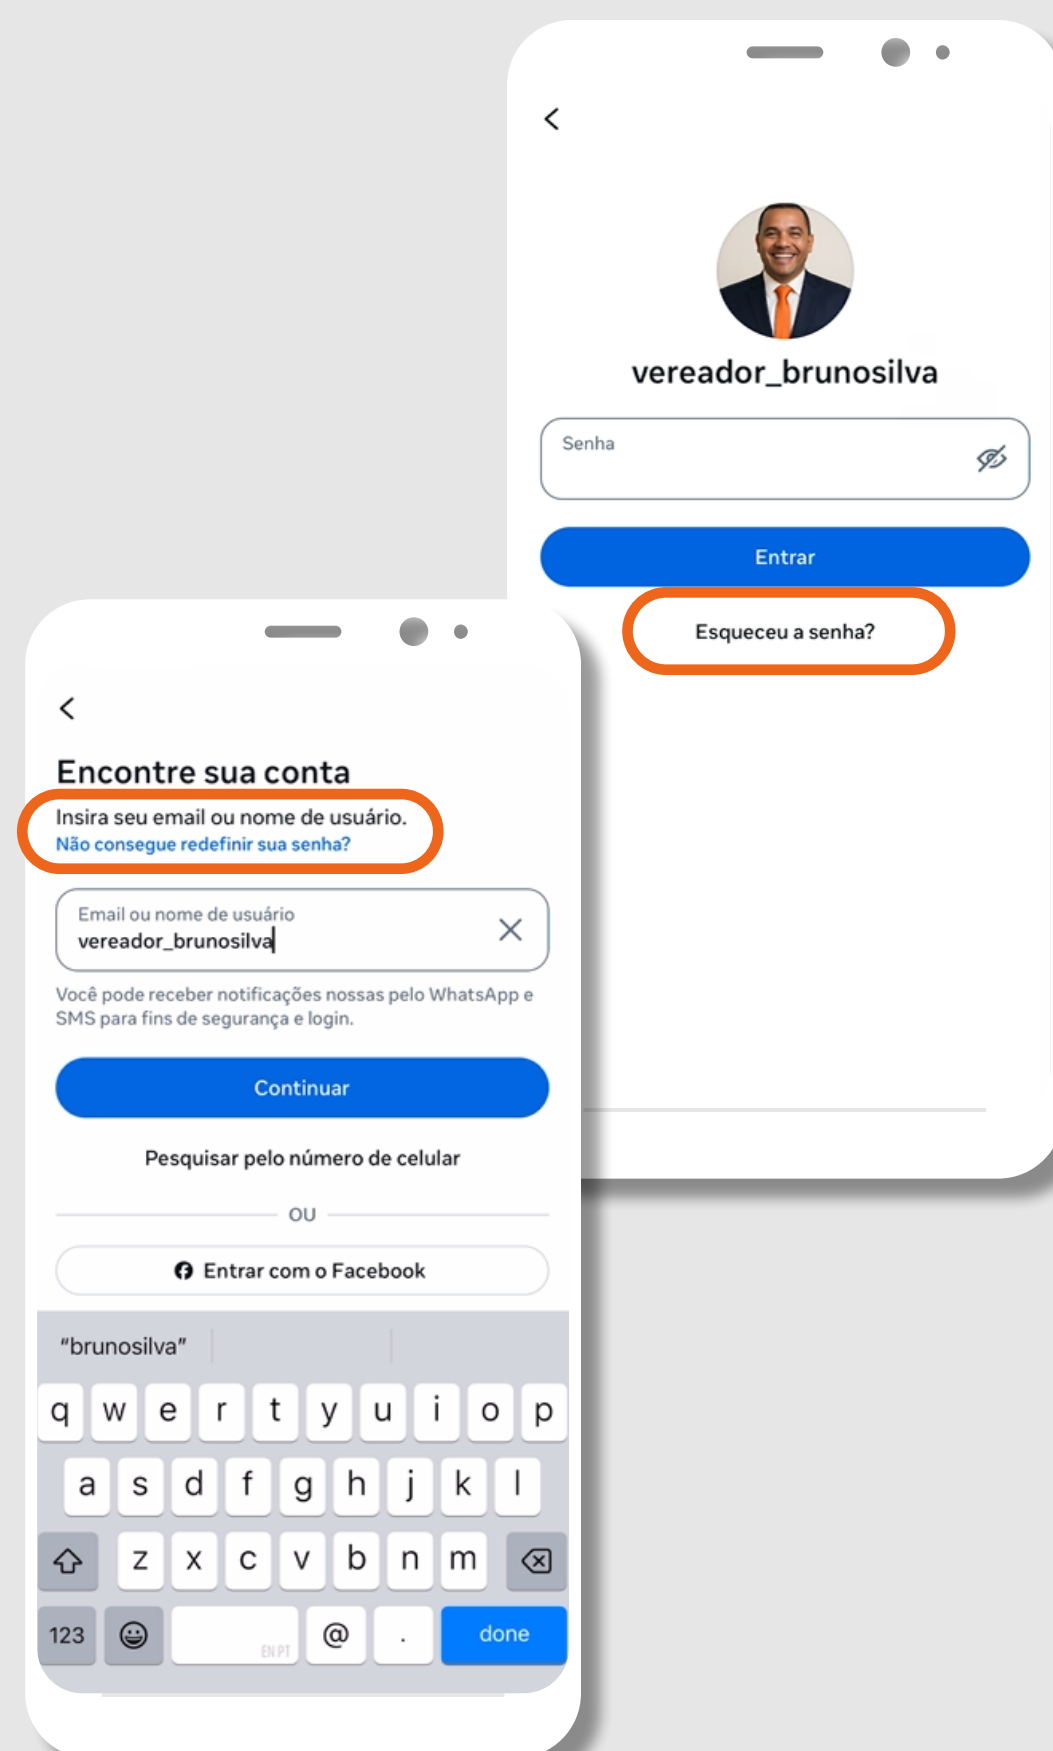 vereador_brunosilva
Senha
Entrar
Esqueceu a senha?
Encontre sua conta
Insira seu email ou nome de usuário.
Não consegue redefinir sua senha?
Email ou nome de usuário
vereador_brunosilva
Você pode receber notificações nossas pelo WhatsApp e
SMS para fins de segurança e login.
Continuar
Pesquisar pelo número de celular
OU
Entrar com o Facebook
"brunosilva"
q w e r t y u i o p
a s d f g h j k l
z x c v b n m
123 EN PT @ . done